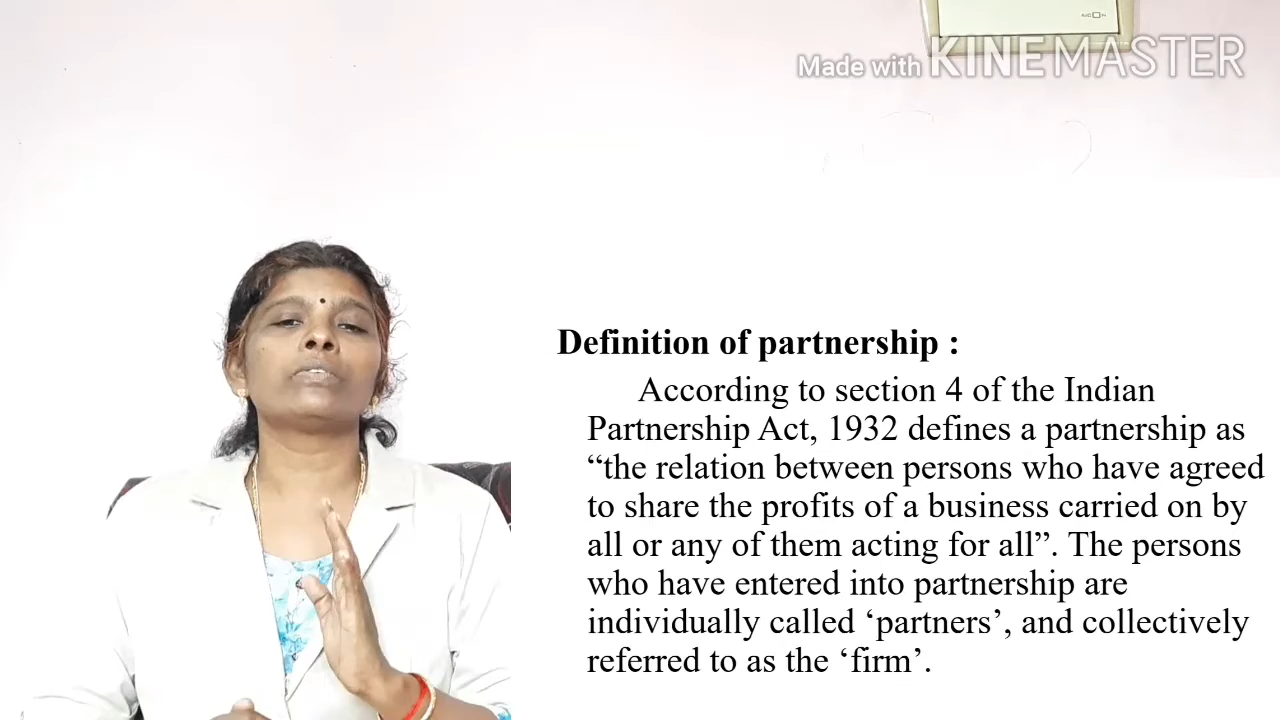 Made with KINEMASTER
Definition of partnership :
According to section 4 of the Indian
Partnership Act, 1932 defines a partnership as
“the relation between persons who have agreed
to share the profits of a business carried on by
all or any of them acting for all”. The persons
who have entered into partnership are
individually called ‘partners’, and collectively
referred to as the ‘firm’.